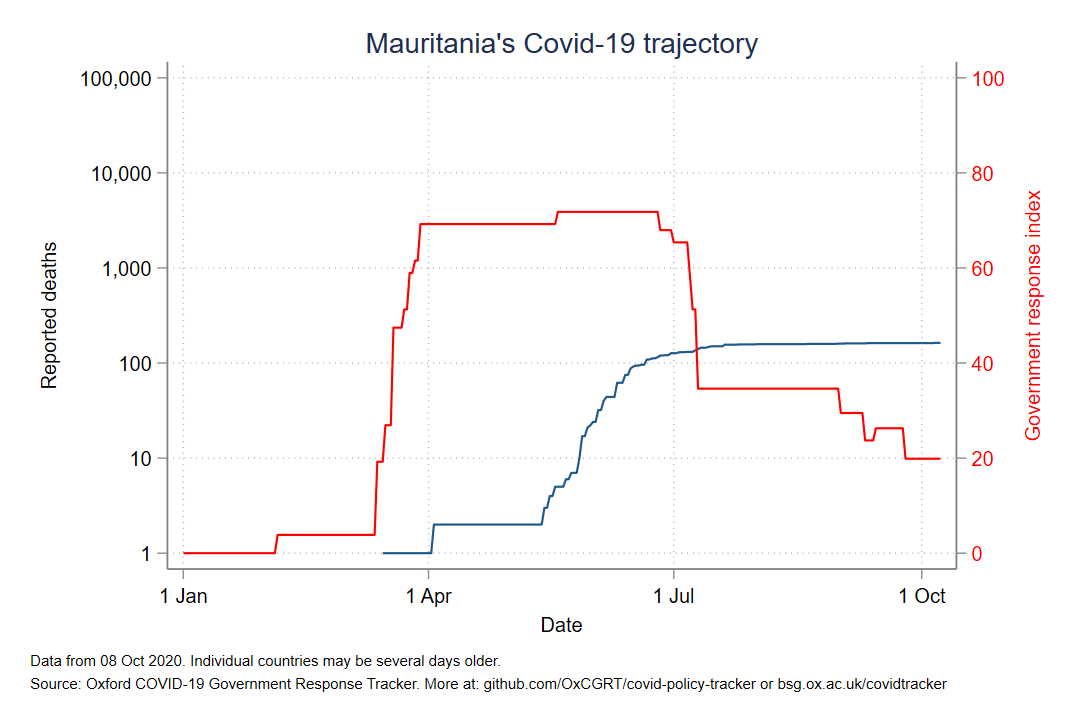 Mauritania's Covid-19 trajectory
100,000
10,000
1,000
100
10
1
Reported deaths
100
80
60
40
20
0
Government response index
1 Jan
1 Apr
1 Jul
1 Oct
Date
Data from 08 Oct 2020. Individual countries may be several days older.
Source: Oxford COVID-19 Government Response Tracker. More at: github.com/OxCGRT/covid-policy-tracker or bsg.ox.ac.uk/covidtracker